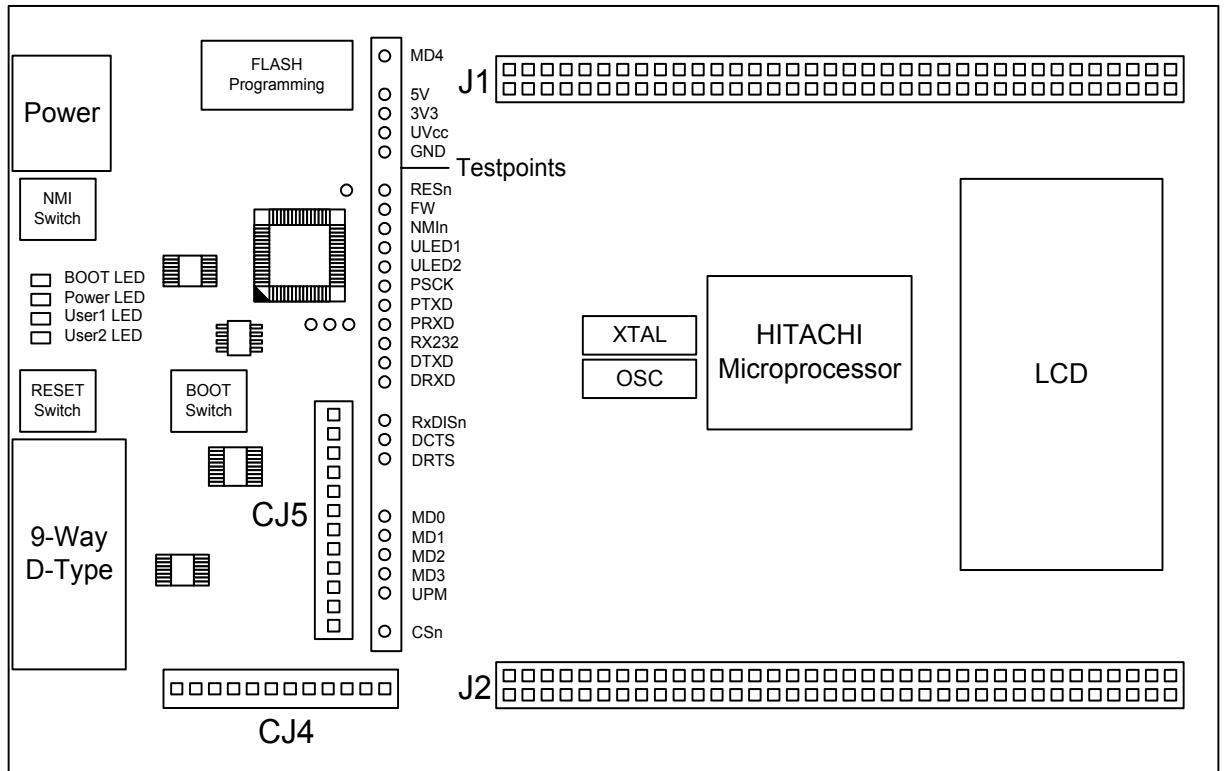 FLASH
Programming
Power
NMI
Switch
BOOT LED
Power LED
User1 LED
User2 LED
RESET
Switch
BOOT
Switch
9-Way
D-Type
CJ5
CJ4
MD4
5V
3V3
UVcc
GND
Testpoints
RESn
FW
NMIn
ULED1
ULED2
PSCK
PTXD
PRXD
RX232
DTXD
DRXD
RxDISn
DCTS
DRTS
MD0
MD1
MD2
MD3
UPM
CSn
J1
XTAL
OSC
HITACHI
Microprocessor
LCD
J2